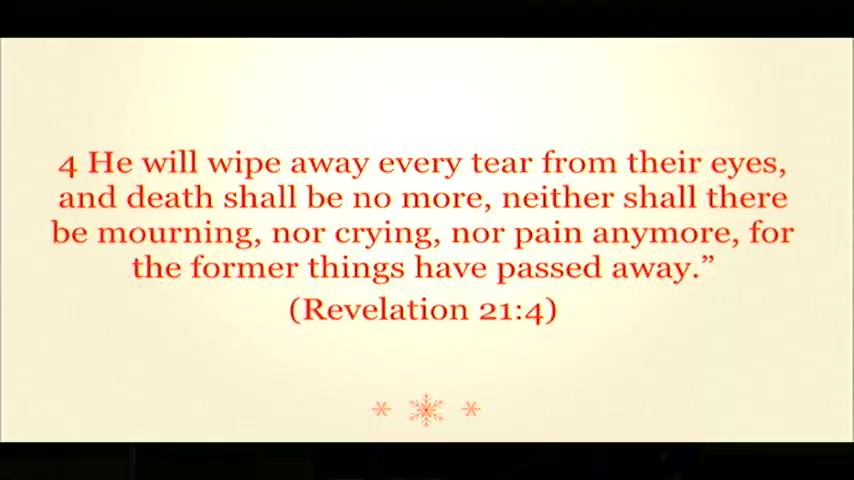 4 He will wipe away every tear from their eyes,
and death shall be no more, neither shall there
be mourning, nor crying, nor pain anymore, for
the former things have passed away.”
(Revelation 21:4)